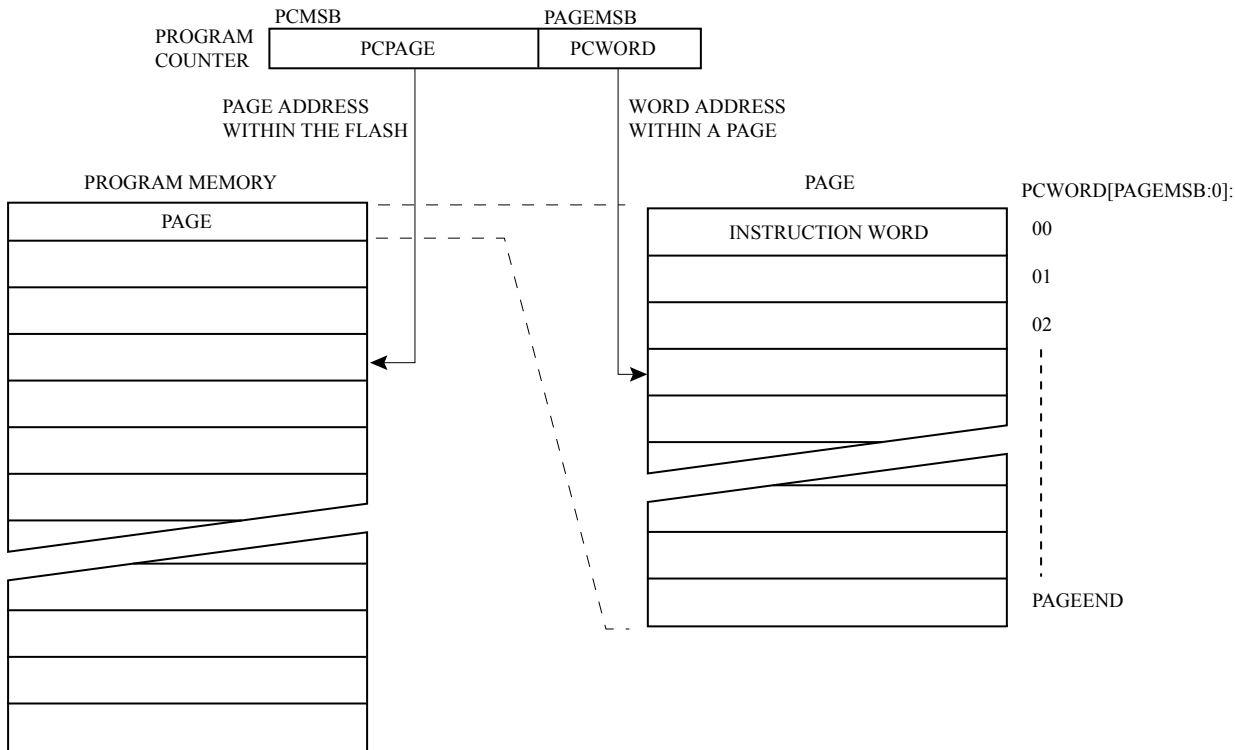 PCMSB
PAGEMSB
PROGRAM
COUNTER
PCPAGE
PCWORD
PAGE ADDRESS
WITHIN THE FLASH
WORD ADDRESS
WITHIN A PAGE
PROGRAM MEMORY
PAGE
PCWORD[PAGEMSB:0]:
PAGE
INSTRUCTION WORD
00
01
02
PAGEEND